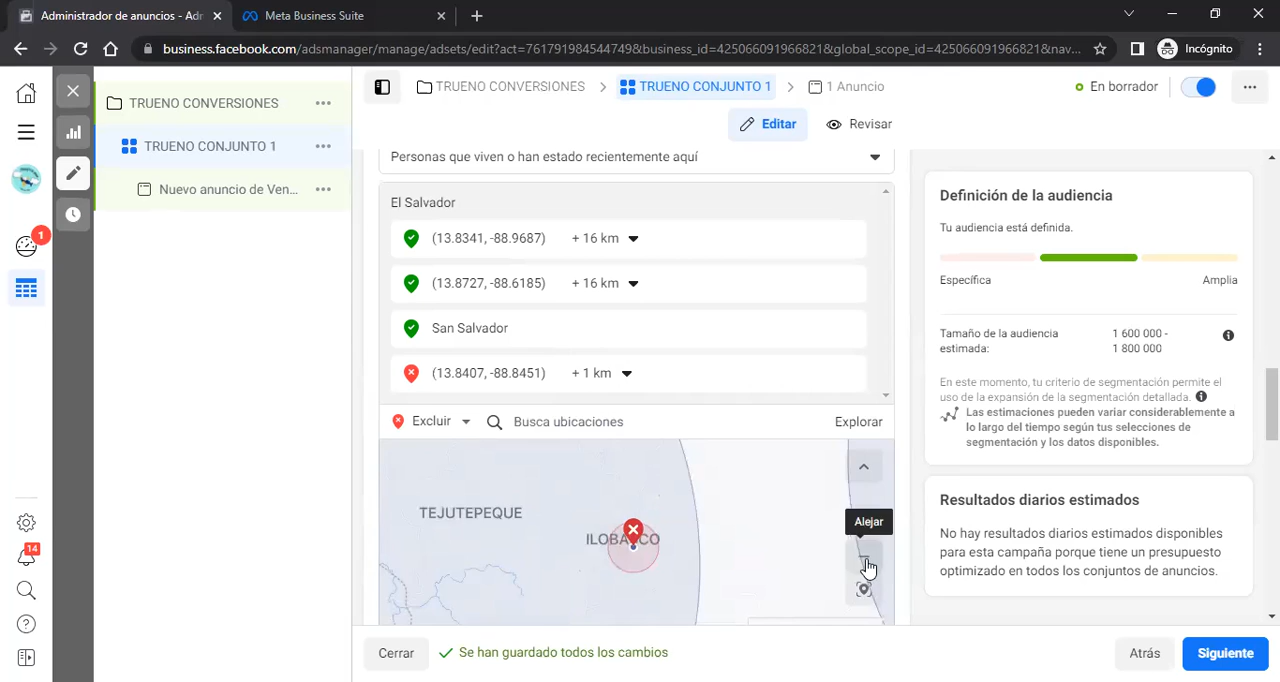 Administrador de anuncios - Adr
Meta Business Suite
business.facebook.com/adsmanager/manage/adsets/edit?act=7617919845447498&business_id=425066091966821&global_scope_id=425066091966821&nav...
Incógnito
TRUENO CONVERSIONES
TRUENO CONJUNTO 1
Nuevo anuncio de Ven...
1
14
TRUENO CONVERSIONES
TRUENO CONJUNTO 1
1 Anuncio
En borrador
Editar
Revisar
Personas que viven o han estado recientemente aquí
El Salvador
(13.8341, -88.9687) + 16 km
(13.8727, -88.6185) + 16 km
San Salvador
(13.8407, -88.8451) + 1 km
Excluir
Busca ubicaciones
Explorar
TEJUTEPEQUE
ILOBASCO
Alejar
Definición de la audiencia
Tu audiencia está definida.
Específica
Amplia
Tamaño de la audiencia estimada:
1 600 000 - 1 800 000
En este momento, tu criterio de segmentación permite el
uso de la expansión de la segmentación detallada.
Las estimaciones pueden variar considerablemente a
lo largo del tiempo según tus selecciones de
segmentación y los datos disponibles.
Resultados diarios estimados
No hay resultados diarios estimados disponibles
para esta campaña porque tiene un presupuesto
optimizado en todos los conjuntos de anuncios.
Cerrar
Se han guardado todos los cambios
Atrás
Siguiente